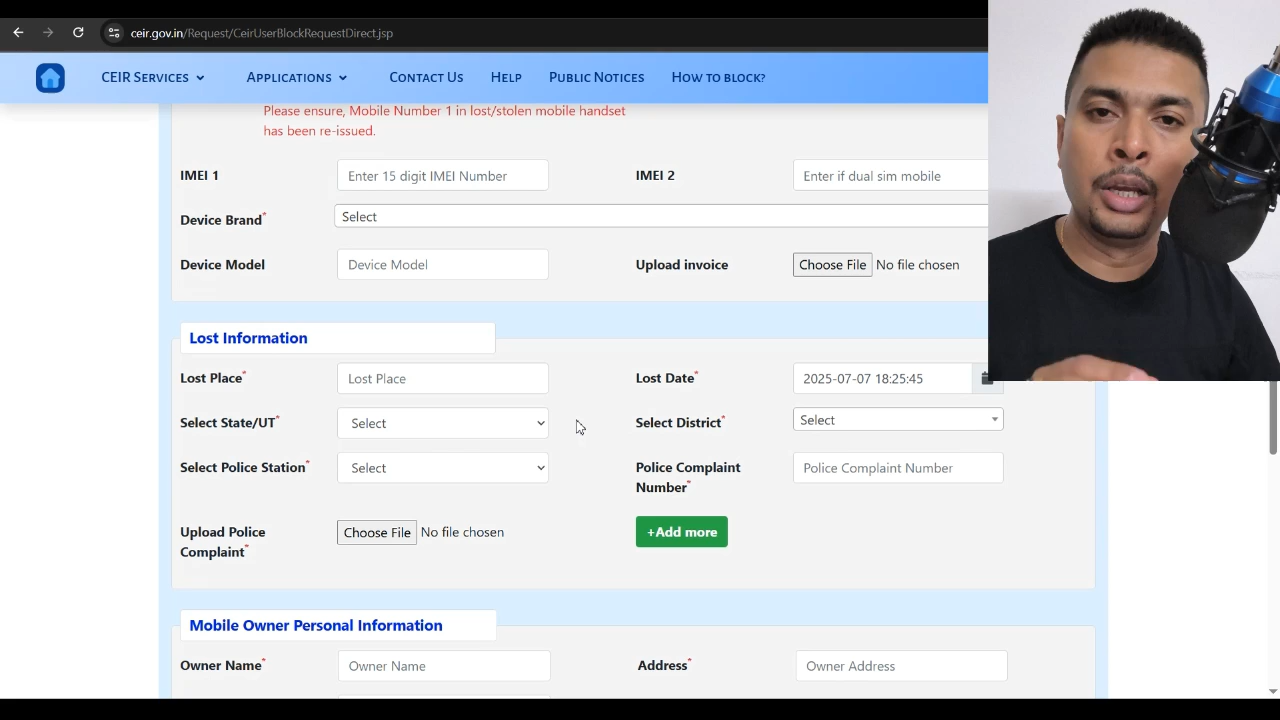 ceir.gov.in/Request/CeirUserBlockRequestDirect.jsp
CEIR Services Applications Contact Us Help Public Notices How to block?
Please ensure, Mobile Number 1 in lost/stolen mobile handset
has been re-issued.
IMEI 1 Enter 15 digit IMEI Number IMEI 2 Enter if dual sim mobile
Device Brand* Select
Device Model Device Model Upload invoice Choose File No file chosen
Lost Information
Lost Place* Lost Place Lost Date* 2025-07-07 18:25:45
Select State/UT* Select Select District* Select
Select Police Station* Select Police Complaint Number* Police Complaint Number
Upload Police Complaint* Choose File No file chosen +Add more
Mobile Owner Personal Information
Owner Name* Owner Name Address* Owner Address